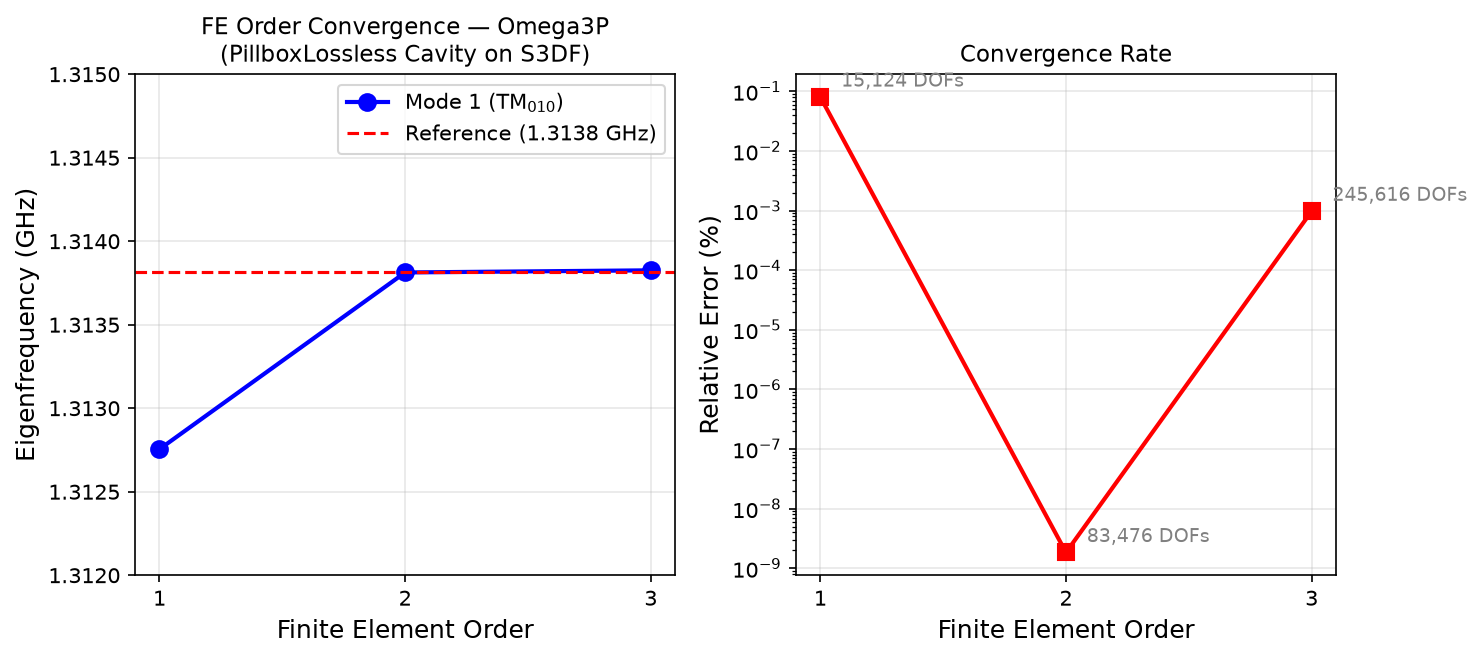 FE Order Convergence — Omega3P
(PillboxLossless Cavity on S3DF)
Eigenfrequency (GHz)
1.3150
1.3145
1.3140
1.3135
1.3130
1.3125
1.3120
Mode 1 (TM₀₁₀)
Reference (1.3138 GHz)
1 2 3
Finite Element Order
Convergence Rate
Relative Error (%)
10⁻¹
10⁻²
10⁻³
10⁻⁴
10⁻⁵
10⁻⁶
10⁻⁷
10⁻⁸
10⁻⁹
15,124 DOFs
245,616 DOFs
83,476 DOFs
1 2 3
Finite Element Order